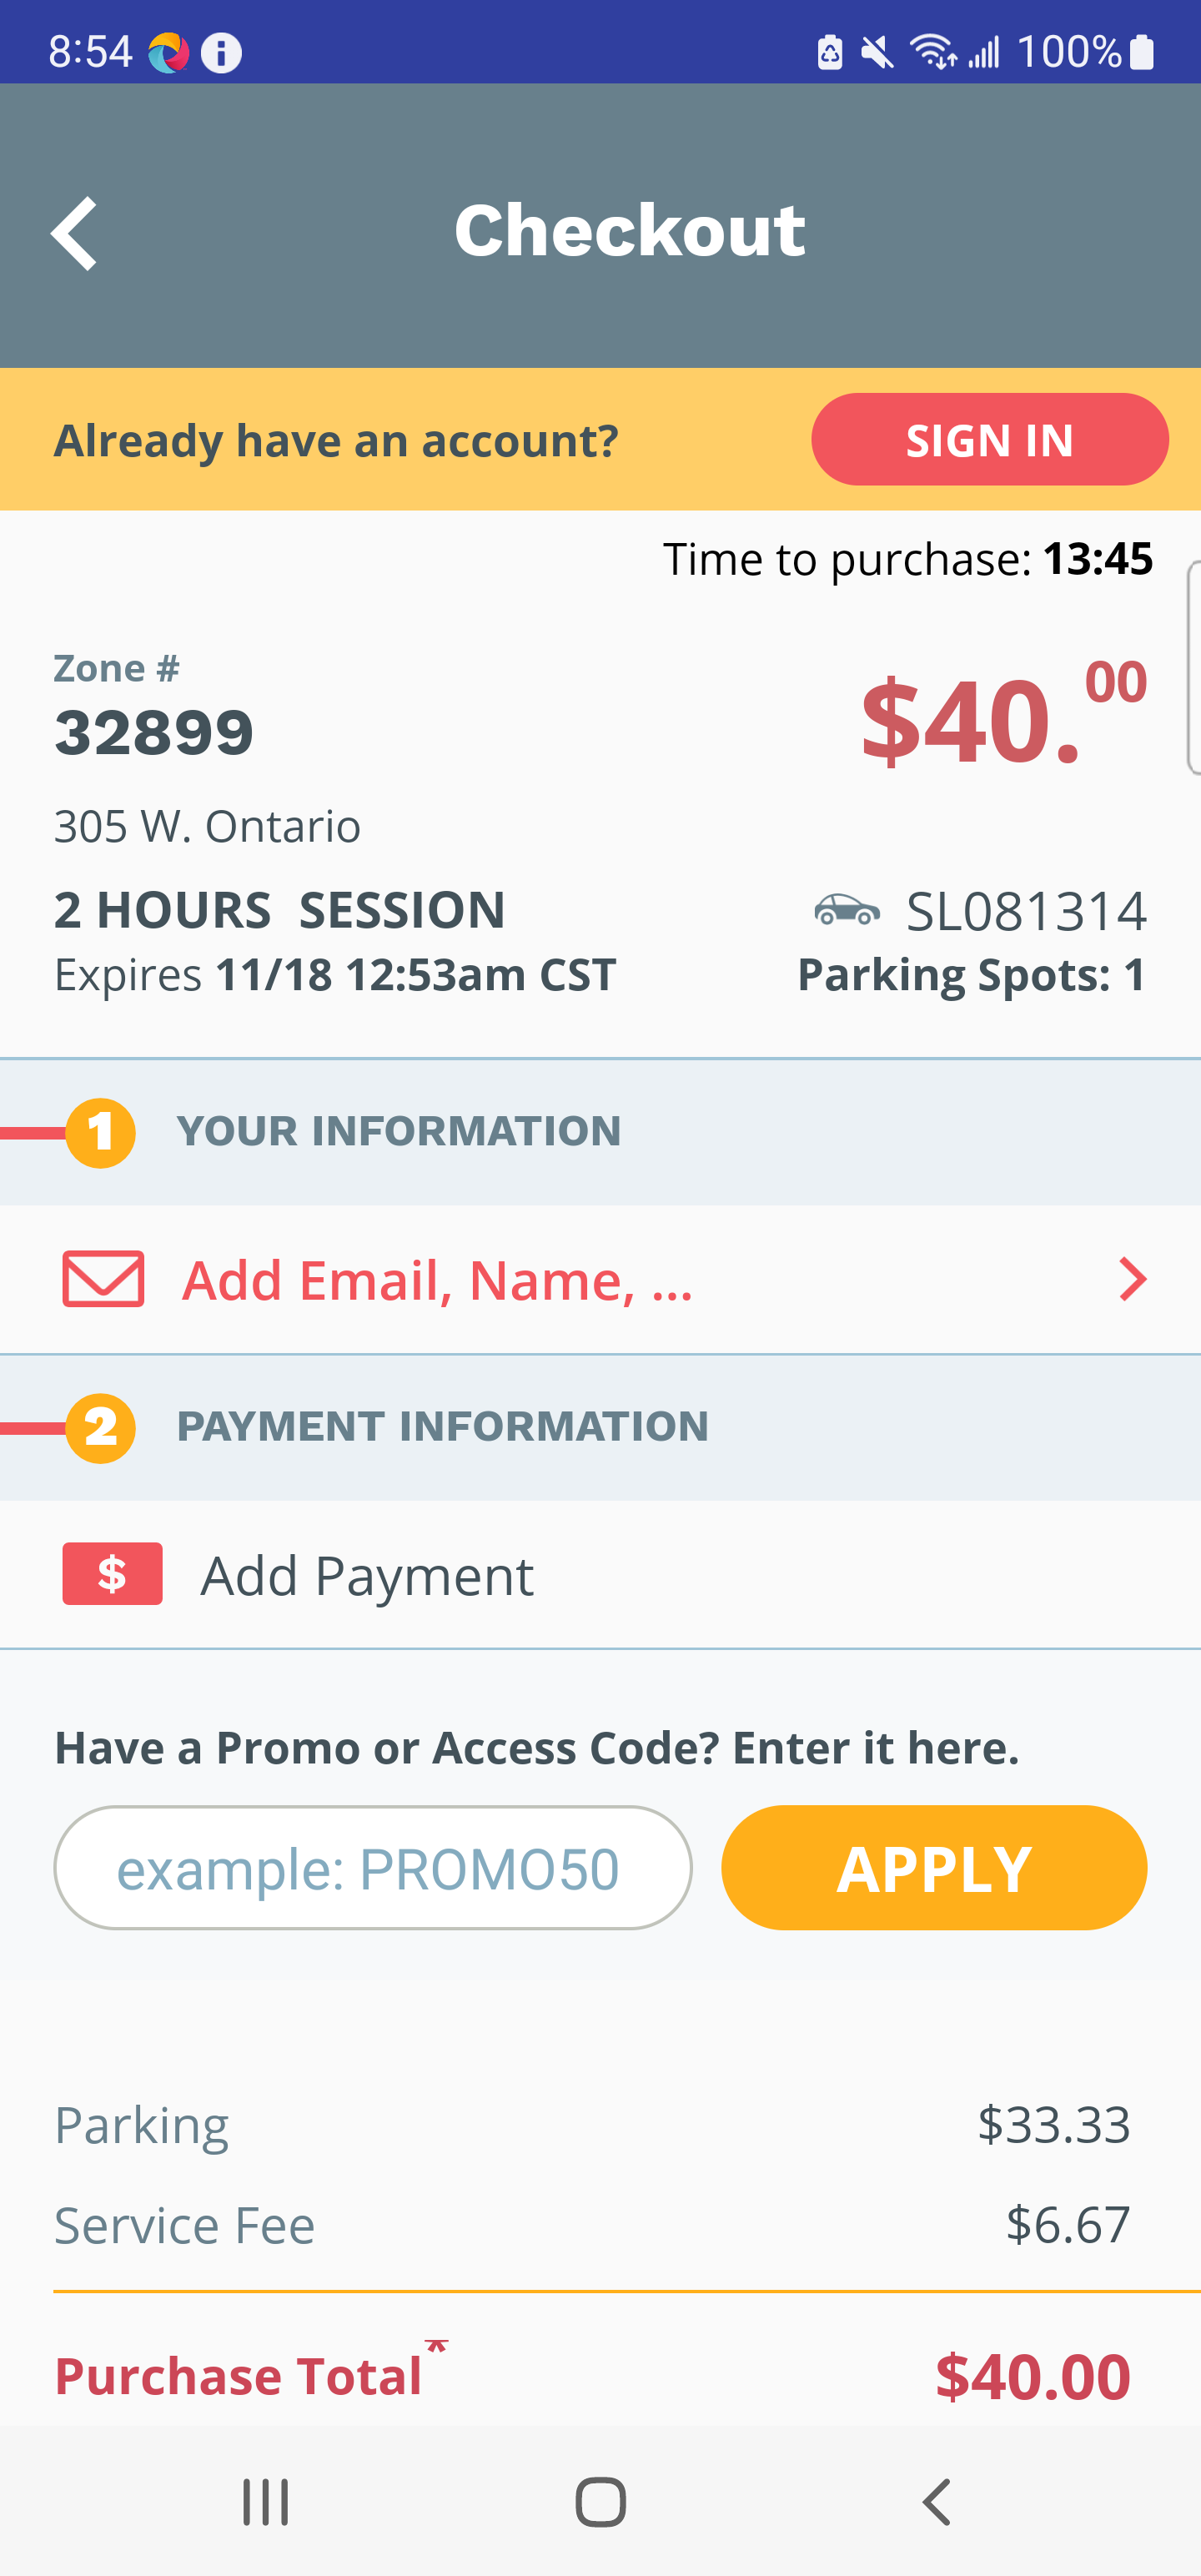 8:54 100%
Checkout
Already have an account? SIGN IN
Time to purchase: 13:45
Zone #
32899
$40.00
305 W. Ontario
2 HOURS SESSION SL081314
Expires 11/18 12:53am CST Parking Spots: 1
1 YOUR INFORMATION
Add Email, Name, ...
2 PAYMENT INFORMATION
$ Add Payment
Have a Promo or Access Code? Enter it here.
example: PROMO50 APPLY
Parking $33.33
Service Fee $6.67
Purchase Total* $40.00